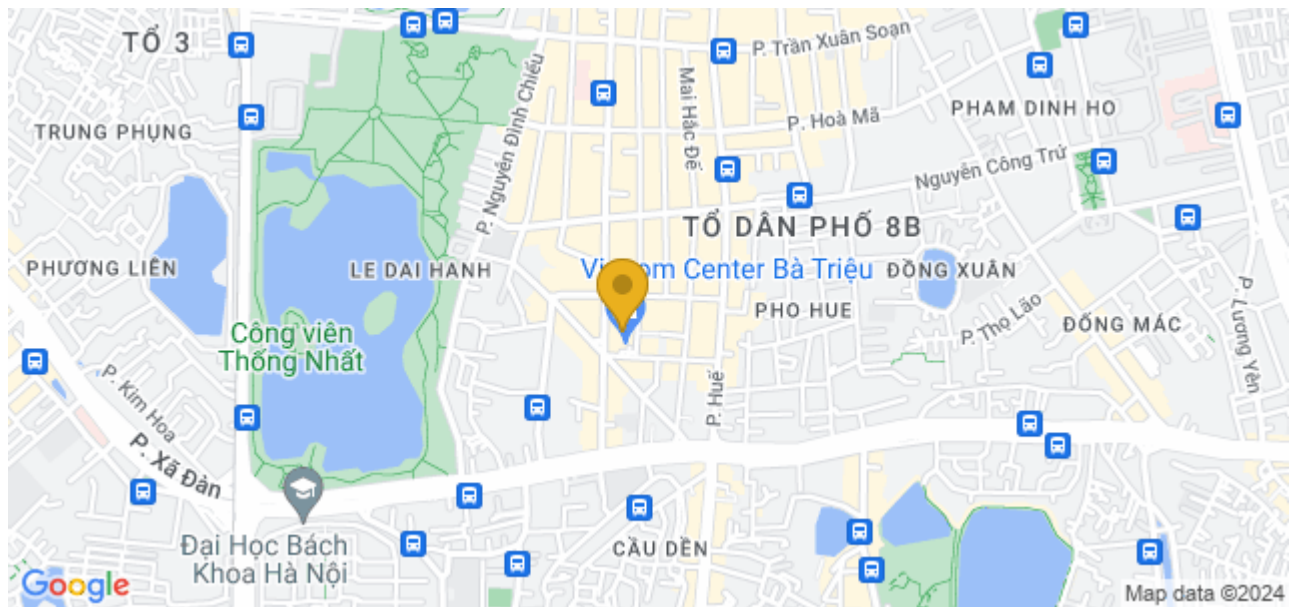 TỔ 3
P. Trần Xuân Soạn
P. Nguyễn Đình Chiểu
Mai Hắc Đế
PHAM DINH HO
TRUNG PHỤNG
P. Hoà Mã
Nguyễn Công Trứ
TỔ DÂN PHỐ 8B
PHƯƠNG LIÊN
LE DAI HANH
Center Bà Triệu
ĐỒNG XUÂN
P. Lương Yên
PHO HUE
P. Thọ Lão
ĐỐNG MÁC
Công viên
Thống Nhất
P. Kim Hoa
P. Huế
P. Xã Đàn
Đại Học Bách
Khoa Hà Nội
CẦU DỀN
Google
Map data ©2024